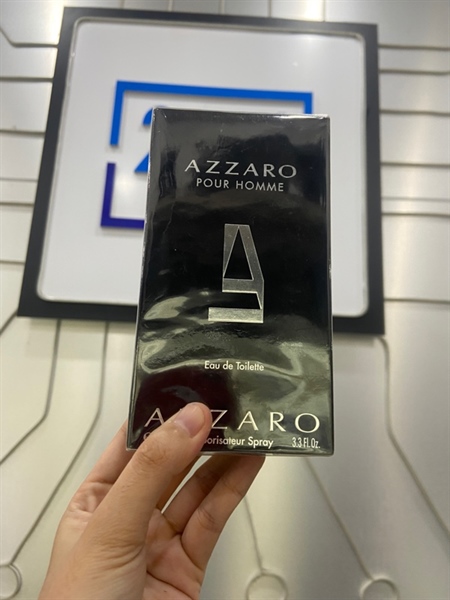 AZZARO
POUR HOMME
Eau de Toilette
AZZARO
Spray 3.3 Fl.Oz.